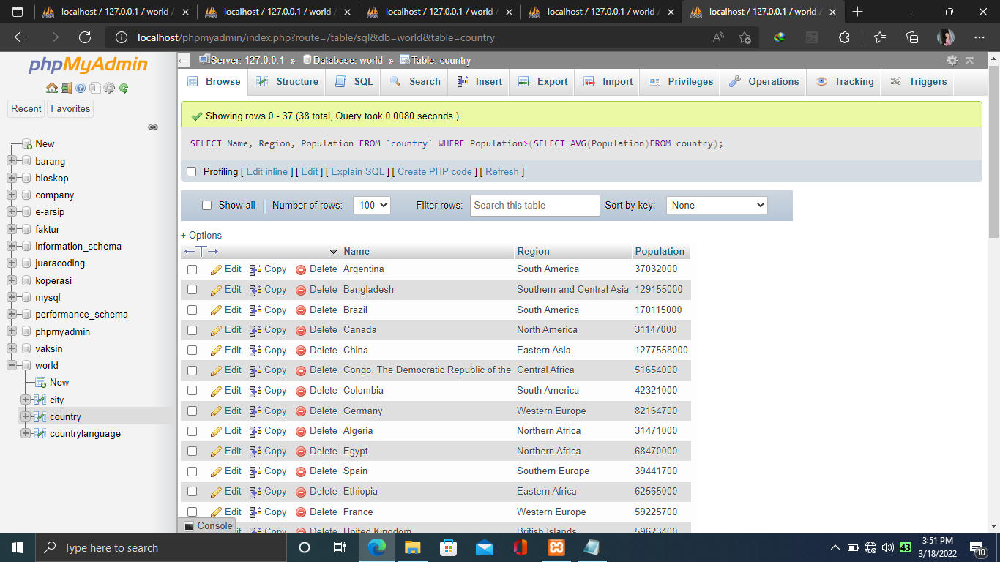 localhost / 127.0.0.1 / world /
localhost / 127.0.0.1 / world /
localhost / 127.0.0.1 / world /
localhost / 127.0.0.1 / world /
localhost / 127.0.0.1 / world /
localhost/phpmyadmin/index.php?route=/table/sql&db=world&table=country
phpMyAdmin
Recent Favorites
New
barang
bioskop
company
e-arsip
faktur
information_schema
juaracoding
koperasi
mysql
performance_schema
phpmyadmin
vaksin
world
New
city
country
countrylanguage
Server: 127.0.0.1 » Database: world » Table: country
Browse Structure SQL Search Insert Export Import Privileges Operations Tracking Triggers
Showing rows 0 - 37 (38 total, Query took 0.0080 seconds.)
SELECT Name, Region, Population FROM `country` WHERE Population>(SELECT AVG(Population)FROM country);
Profiling [ Edit inline ] [ Edit ] [ Explain SQL ] [ Create PHP code ] [ Refresh ]
Show all Number of rows: 100 Filter rows: Search this table Sort by key: None
+ Options
←T→ Name Region Population
Edit Copy Delete Argentina South America 37032000
Edit Copy Delete Bangladesh Southern and Central Asia 129155000
Edit Copy Delete Brazil South America 170115000
Edit Copy Delete Canada North America 31147000
Edit Copy Delete China Eastern Asia 1277558000
Edit Copy Delete Congo, The Democratic Republic of the Central Africa 51654000
Edit Copy Delete Colombia South America 42321000
Edit Copy Delete Germany Western Europe 82164700
Edit Copy Delete Algeria Northern Africa 31471000
Edit Copy Delete Egypt Northern Africa 68470000
Edit Copy Delete Spain Southern Europe 39441700
Edit Copy Delete Ethiopia Eastern Africa 62565000
Edit Copy Delete France Western Europe 59225700
Copy Delete United Kingdom British Islands 59623400
Console
Type here to search
43
3:51 PM
3/18/2022
10